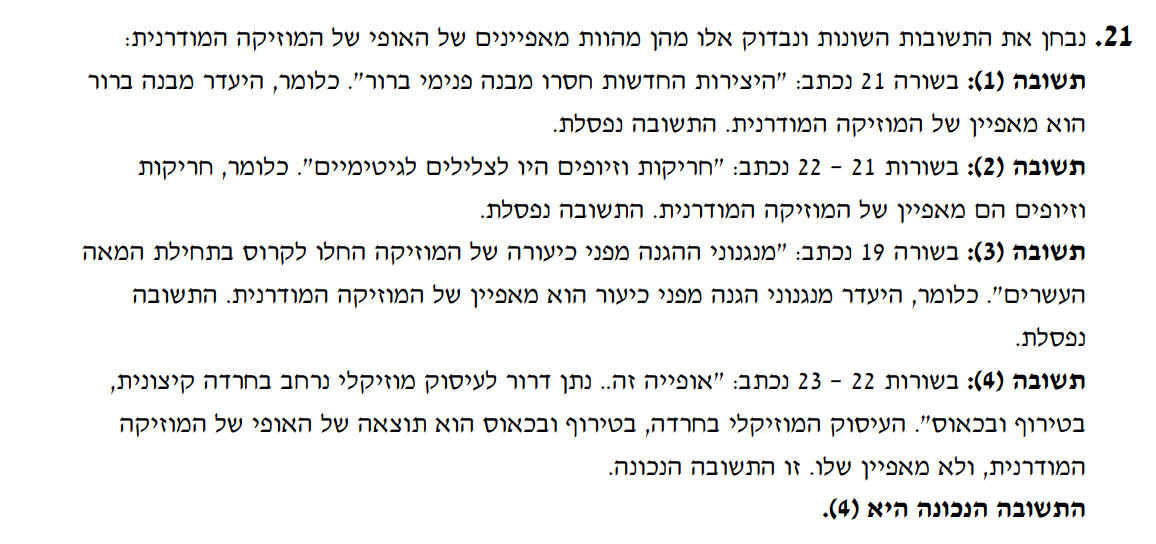 21. נבחן את התשובות השונות ונבדוק אלו מהן מהוות מאפיינים של האופי של המוזיקה המודרנית:
תשובה (1): בשורה 21 נכתב: "היצירות החדשות חסרו מבנה פנימי ברור". כלומר, היעדר מבנה ברור
הוא מאפיין של המוזיקה המודרנית. התשובה נפסלת.
תשובה (2): בשורות 21 – 22 נכתב: "חריקות וזיופים היו לצלילים לגיטימיים". כלומר, חריקות
וזיופים הם מאפיין של המוזיקה המודרנית. התשובה נפסלת.
תשובה (3): בשורה 19 נכתב: "מנגנוני ההגנה מפני כיעורה של המוזיקה החלו לקרוס בתחילת המאה
העשרים". כלומר, היעדר מנגנוני הגנה מפני כיעור הוא מאפיין של המוזיקה המודרנית. התשובה
נפסלת.
תשובה (4): בשורות 22 – 23 נכתב: "אופייה זה.. נתן דרור לעיסוק מוזיקלי נרחב בחרדה קיצונית,
בטירוף ובכאוס". העיסוק המוזיקלי בחרדה, בטירוף ובכאוס הוא תוצאה של האופי של המוזיקה
המודרנית, ולא מאפיין שלו. זו התשובה הנכונה.
התשובה הנכונה היא (4).